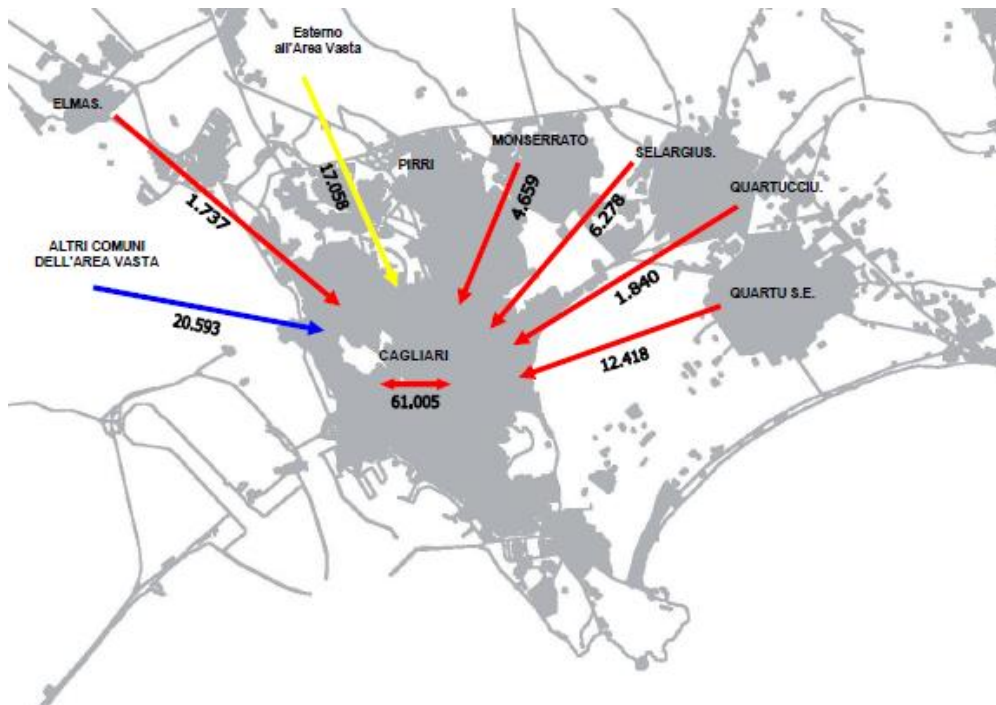 Esterno
all'Area Vasta
ELMAS.
MONSERRATO
PIRRI
SELARGIUS.
17.058
4.659
QUARTUCCIU.
1.737
6.278
ALTRI COMUNI
DELL'AREA VASTA
1.840
QUARTU S.E.
20.593
CAGLIARI
12.418
61.005